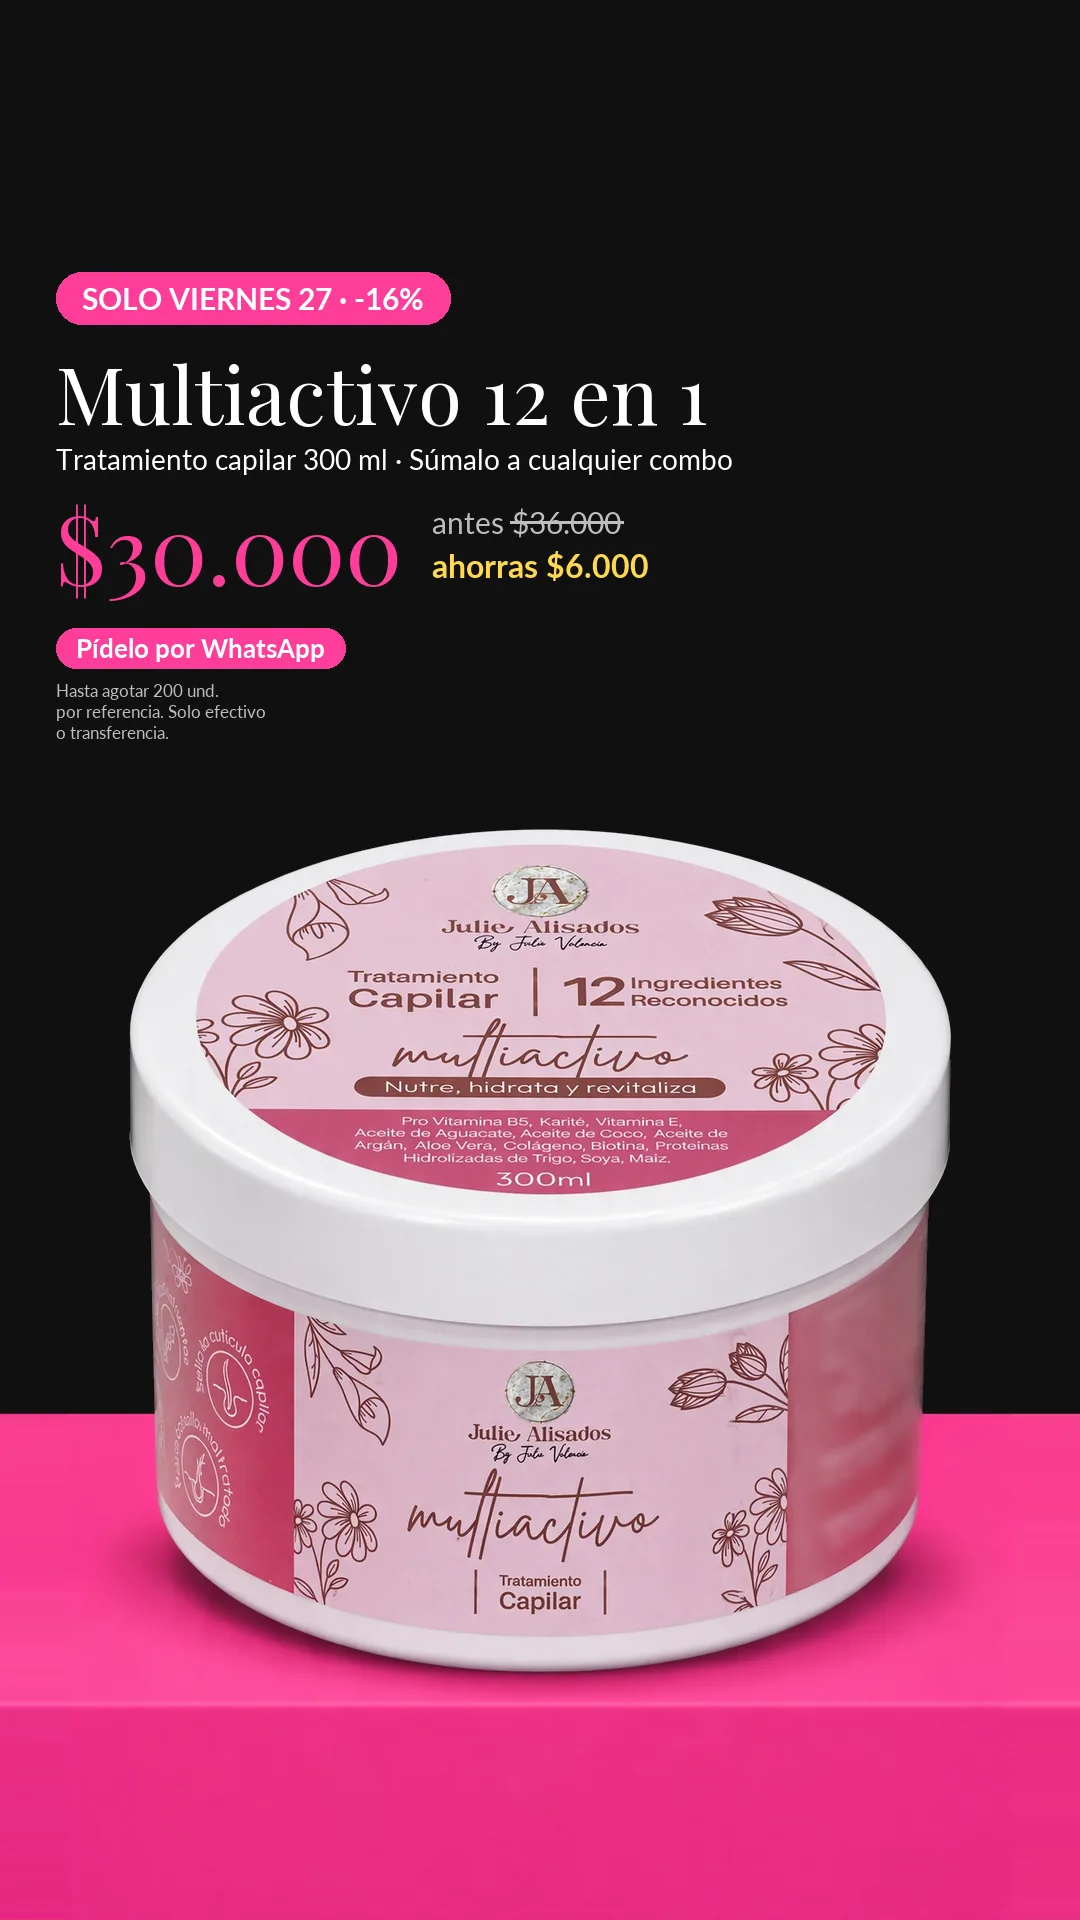 SOLO VIERNES 27 · -16%
Multiactivo 12 en 1
Tratamiento capilar 300 ml · Súmalo a cualquier combo
$30.000
antes $36.000
ahorras $6.000
Pídelo por WhatsApp
Hasta agotar 200 und.
por referencia. Solo efectivo
o transferencia.
JA
Julie Alisados
By Julie Valencia
Tratamiento
Capilar
12 Ingredientes
Reconocidos
multiactivo
Nutre, hidrata y revitaliza
Pro Vitamina B5, Karité, Vitamina E,
Aceite de Aguacate, Aceite de Coco, Aceite de
Argán, Aloe Vera, Colágeno, Biotina, Proteínas
Hidrolizadas de Trigo, Soya, Maiz.
300ml
sella la cutícula capilar
cabello maltratado
JA
Julie Alisados
By Julie Valencia
multiactivo
Tratamiento
Capilar